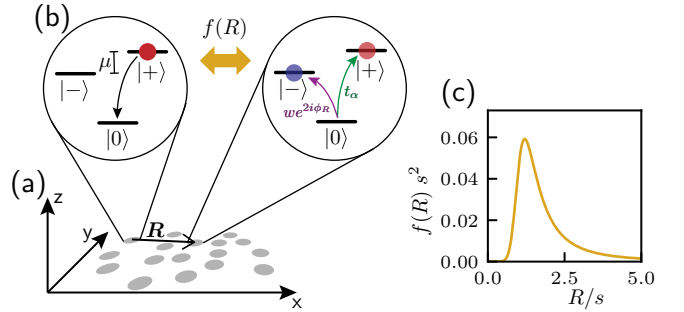 (b)
f(R)
μ
|−⟩
|+⟩
|0⟩
|−⟩
|+⟩
we^{2iϕ_R}
t_α
|0⟩
(a)
z
y
R
x
(c)
f(R) s²
0.06
0.04
0.02
0.00
0.0
2.5
5.0
R/s